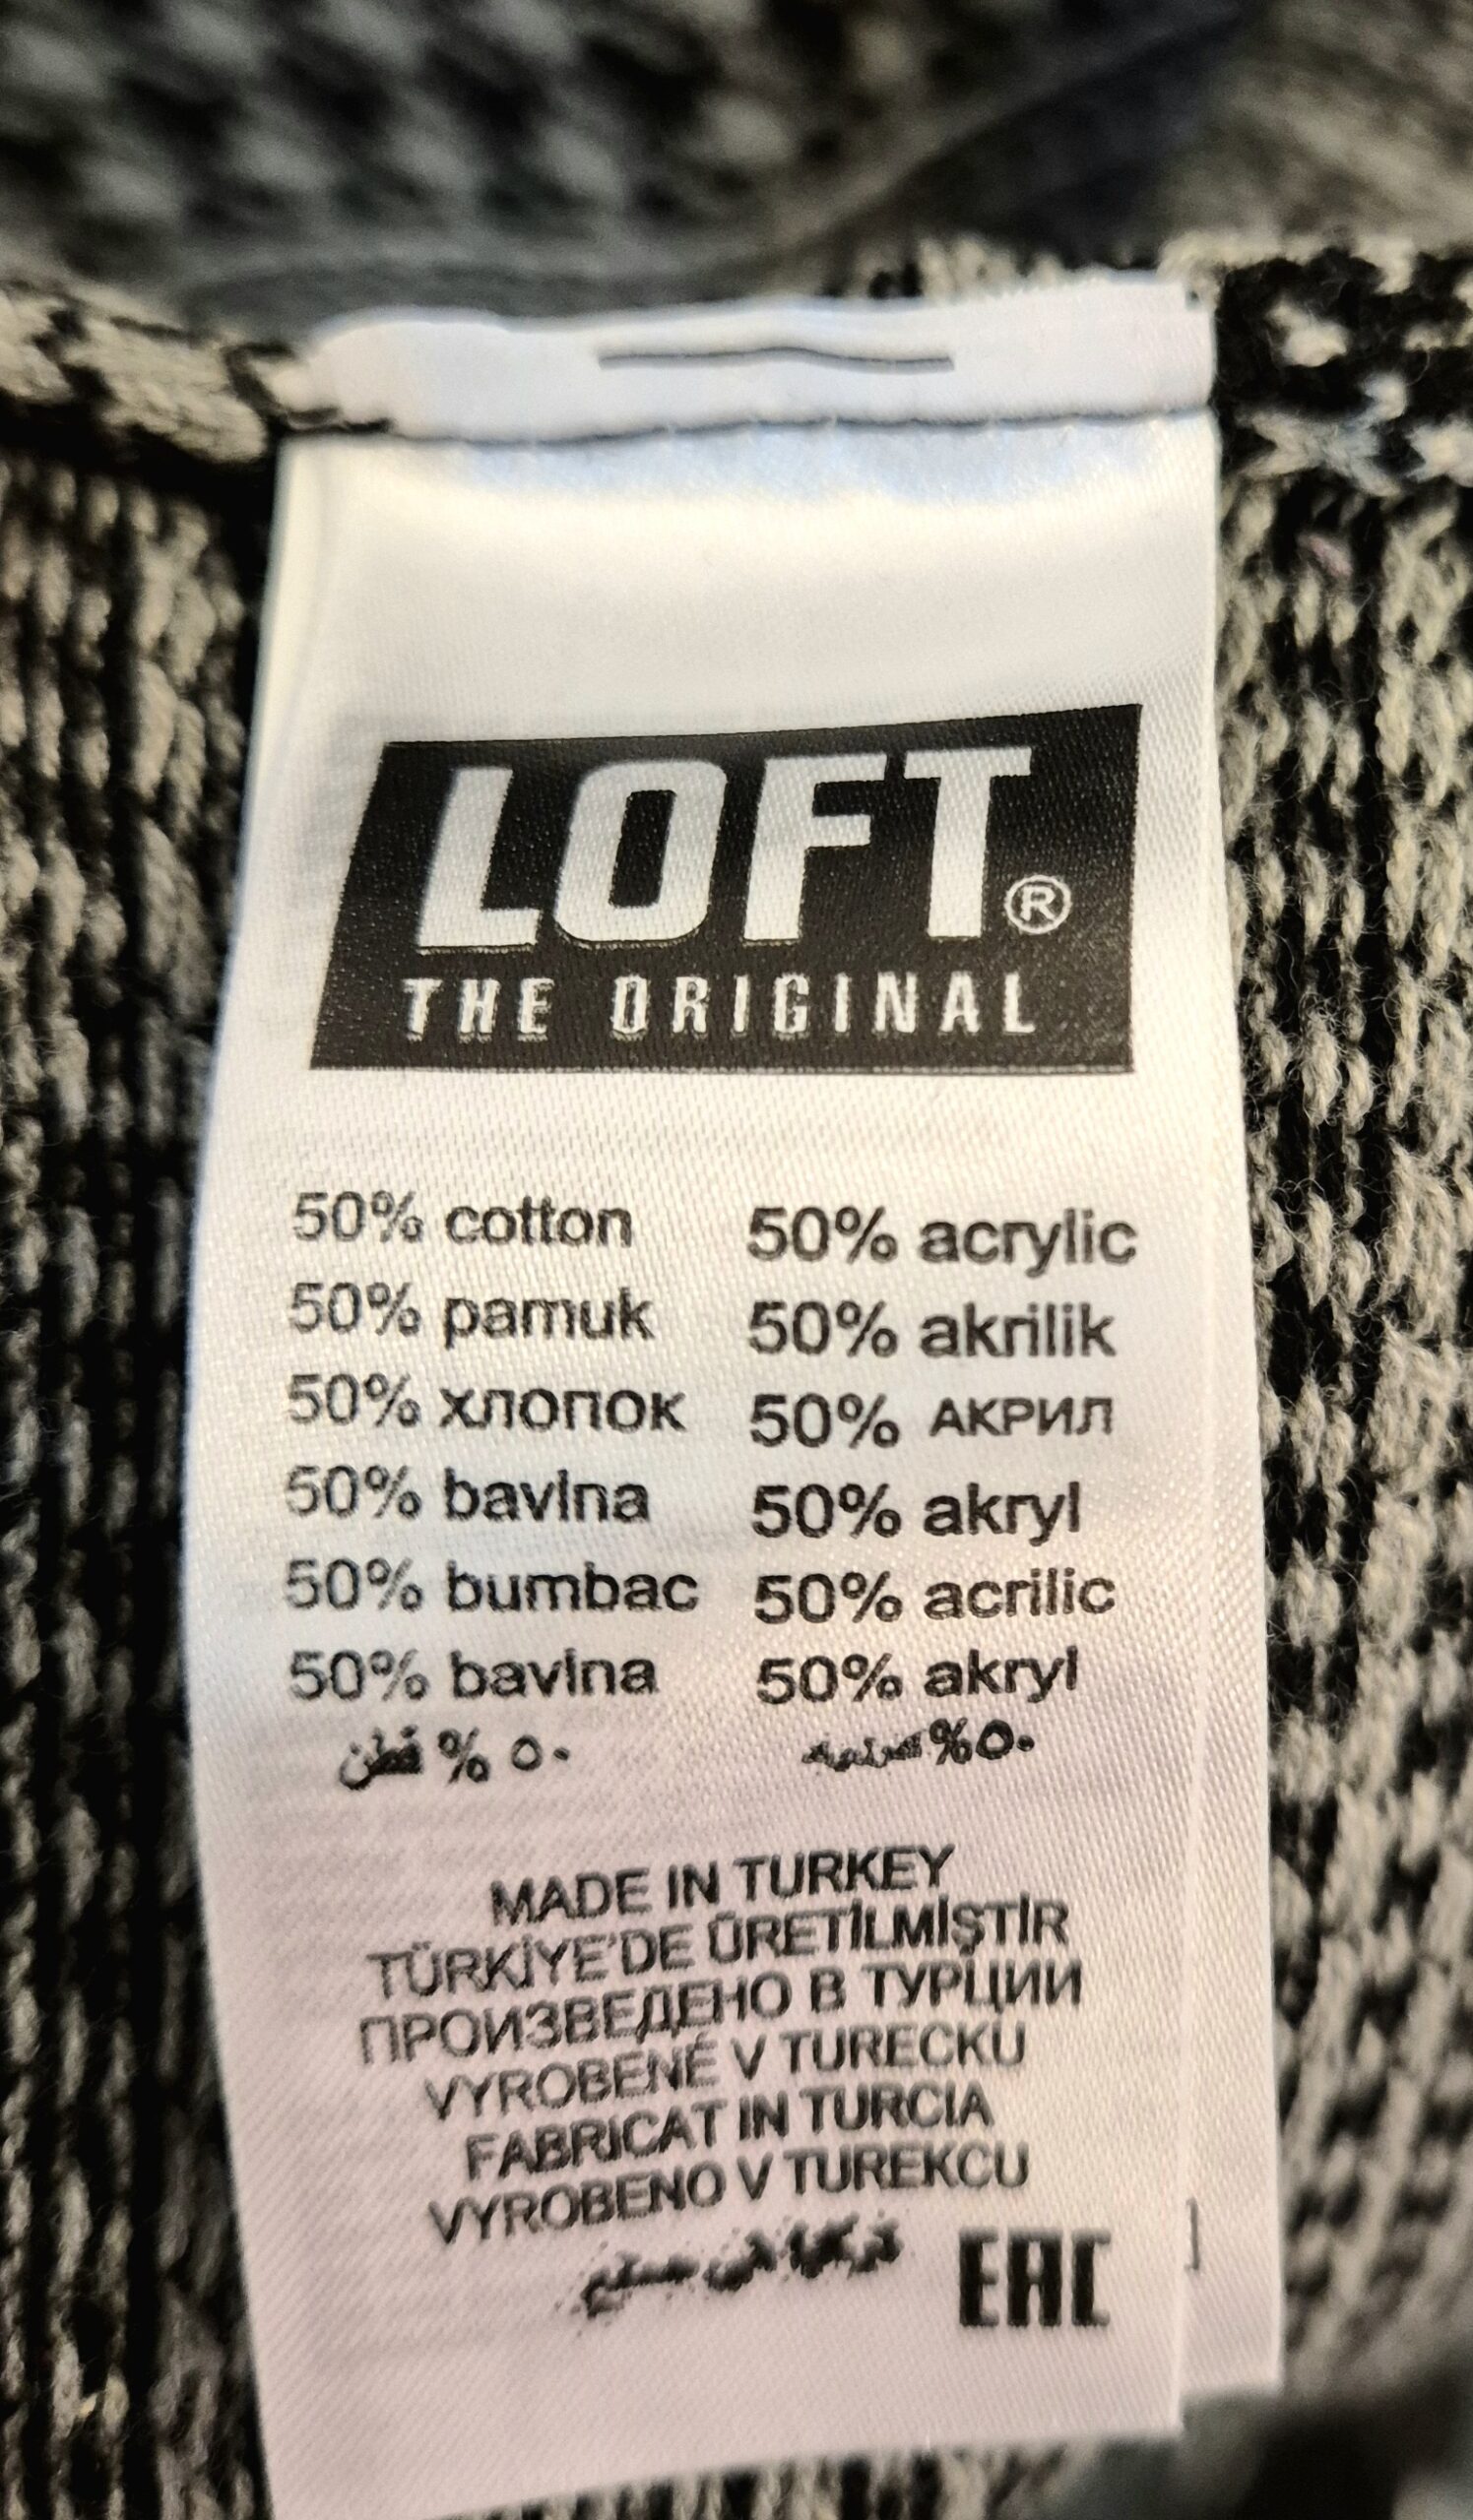 LOFT®
THE ORIGINAL
50% cotton 50% acrylic
50% pamuk 50% akrilik
50% хлопок 50% АКРИЛ
50% bavlna 50% akryl
50% bumbac 50% acrilic
50% bavlna 50% akryl
٥٠ % قطن ٥٠%
MADE IN TURKEY
TÜRKİYE'DE ÜRETİLMİŞTİR
ПРОИЗВЕДЕНО В ТУРЦИИ
VYROBENÉ V TURECKU
FABRICAT IN TURCIA
VYROBENO V TUREKCU
EAC